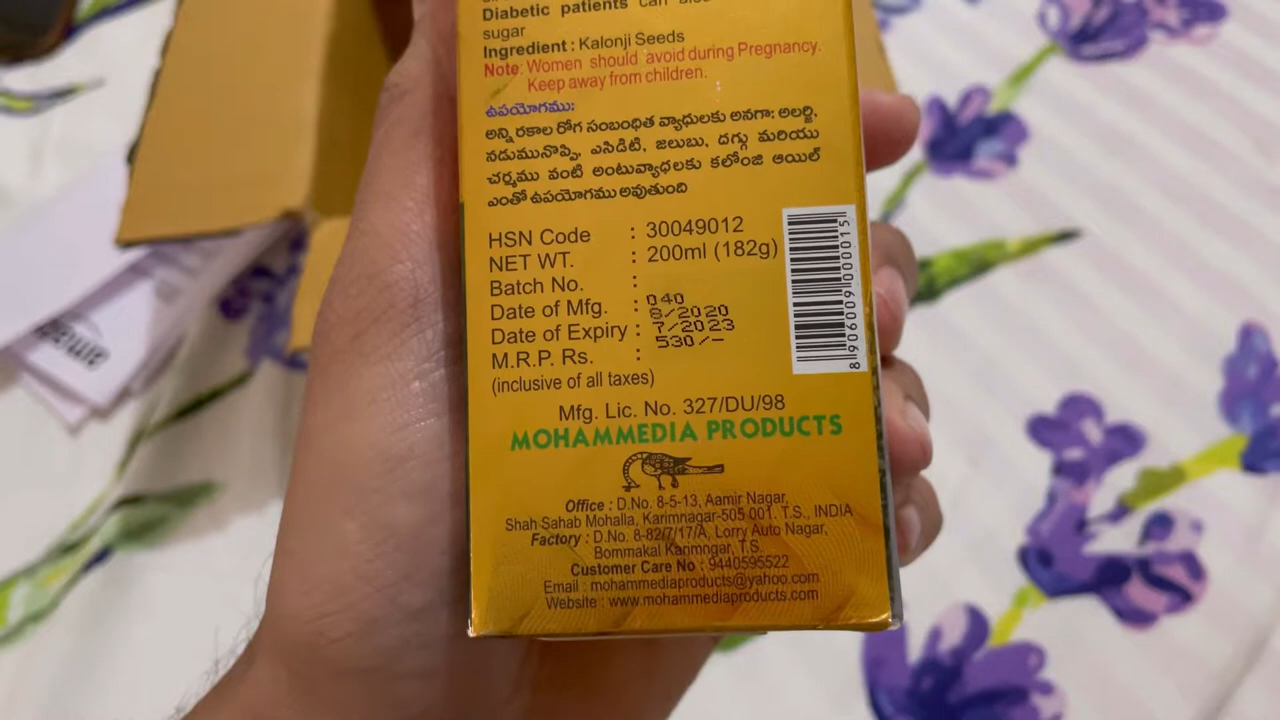 Diabetic patients can also
sugar
Ingredient : Kalonji Seeds
Note: Women should avoid during Pregnancy.
Keep away from children.
ఉపయోగము:
అన్ని రకాల రోగ సంబంధిత వ్యాధులకు అనగా: అలర్జి,
నడుమునొప్పి, ఎసిడిటి, జలుబు, దగ్గు మరియు
చర్మము వంటి అంటువ్యాధలకు కలోంజి ఆయిల్
ఎంతో ఉపయోగము అవుతుంది
HSN Code : 30049012
NET WT. : 200ml (182g)
Batch No. : 040
Date of Mfg. : 8/2020
Date of Expiry : 7/2023
M.R.P. Rs. : 530/-
(inclusive of all taxes)
8906009000015
Mfg. Lic. No. 327/DU/98
MOHAMMEDIA PRODUCTS
Office : D.No. 8-5-13, Aamir Nagar,
Shah Sahab Mohalla, Karimnagar-505 001. T.S., INDIA
Factory : D.No. 8-82/7/17/A, Lorry Auto Nagar,
Bommakal Karimngar, T.S.
Customer Care No : 9440595522
Email : mohammediaproducts@yahoo.com
Website : www.mohammediaproducts.com